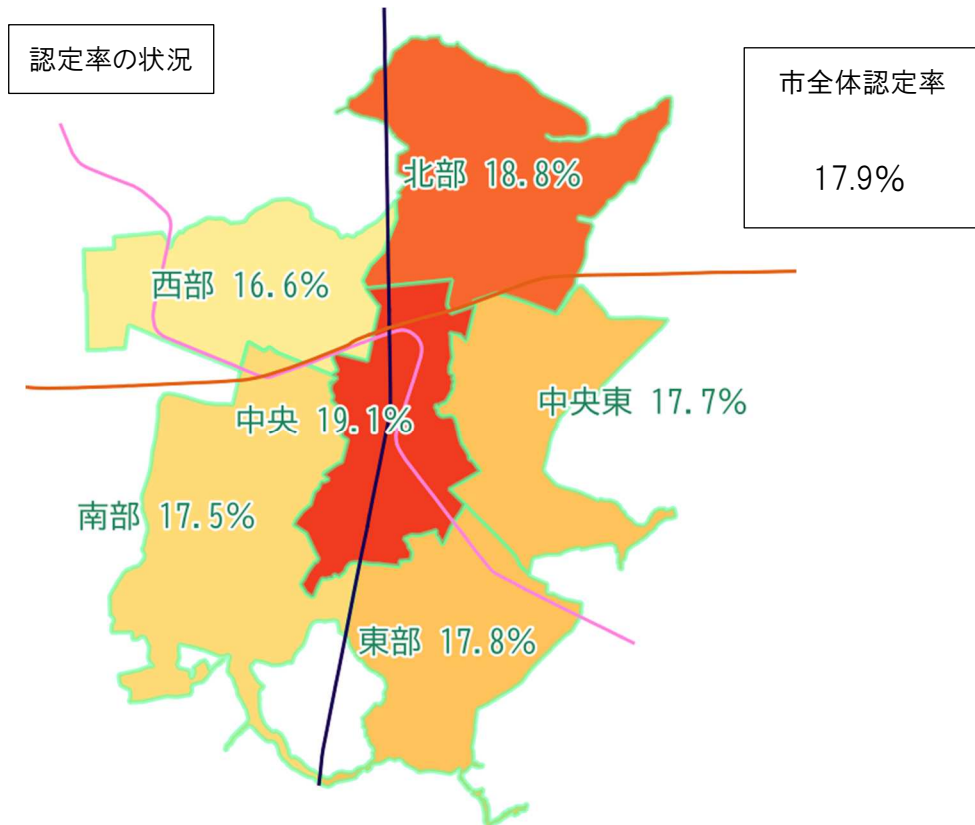 認定率の状況
市全体認定率
17.9%
北部 18.8%
西部 16.6%
中央 19.1%
中央東 17.7%
南部 17.5%
東部 17.8%